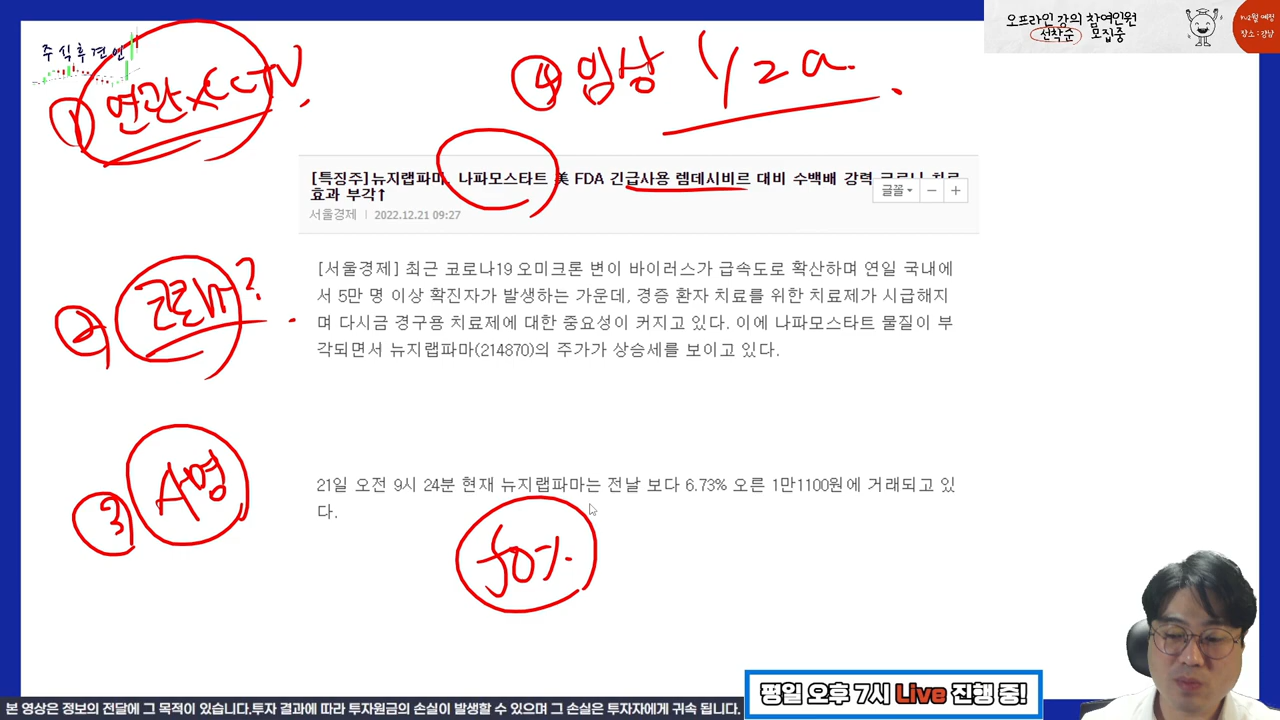 주식후견인
① 연관 X CCTV
④ 임상 1/2a
오프라인 강의 참여인원
선착순 모집중
장소 : 강남
[특징주]뉴지랩파마, 나파모스타트 美 FDA 긴급사용 렘데시비르 대비 수백배 강력 코로나 치료
효과 부각↑
글꼴
서울경제 | 2022.12.21 09:27
[서울경제] 최근 코로나19 오미크론 변이 바이러스가 급속도로 확산하며 연일 국내에
서 5만 명 이상 확진자가 발생하는 가운데, 경증 환자 치료를 위한 치료제가 시급해지
며 다시금 경구용 치료제에 대한 중요성이 커지고 있다. 이에 나파모스타트 물질이 부
각되면서 뉴지랩파마(214870)의 주가가 상승세를 보이고 있다.
②
③ A명
21일 오전 9시 24분 현재 뉴지랩파마는 전날 보다 6.73% 오른 1만1100원에 거래되고 있
다.
평일 오후 7시 Live 진행 중!
본 영상은 정보의 전달에 그 목적이 있습니다.투자 결과에 따라 투자원금의 손실이 발생할 수 있으며 그 손실은 투자자에게 귀속 됩니다.